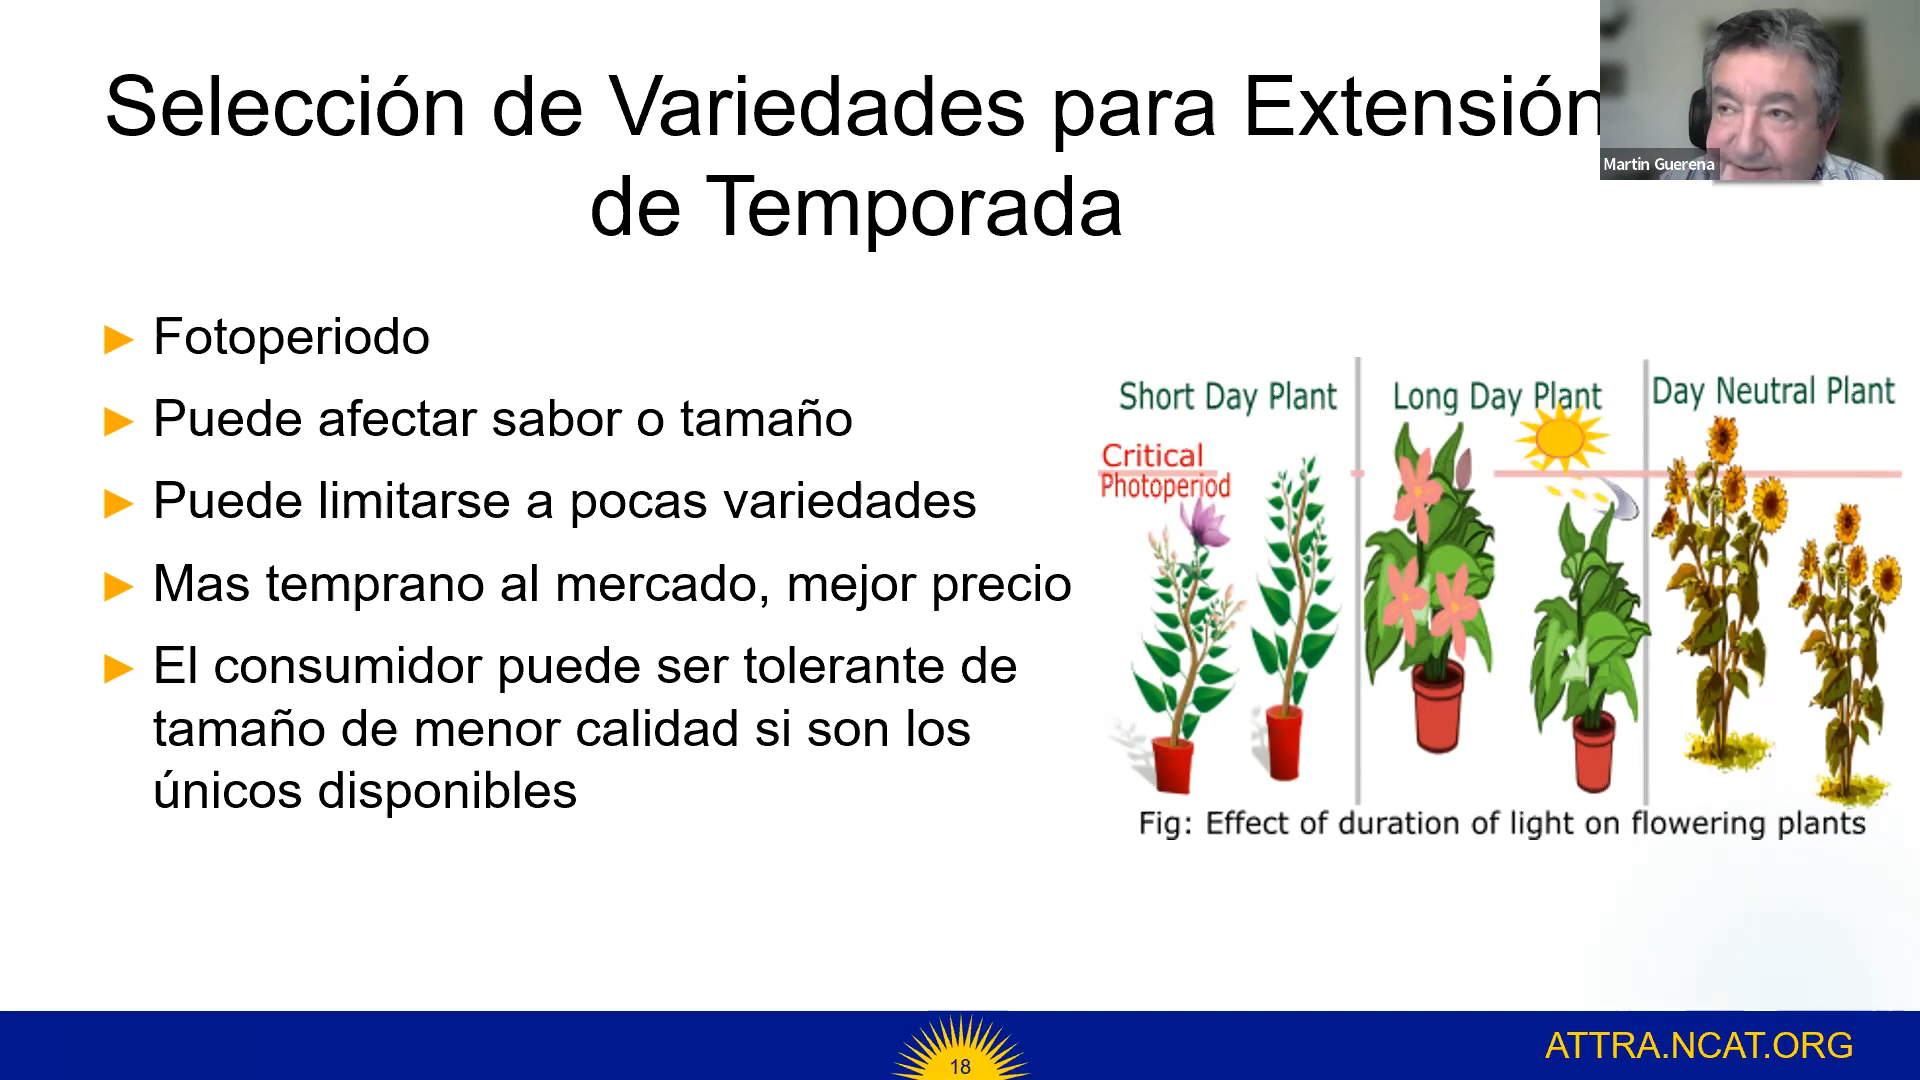 Selección de Variedades para Extensión
de Temporada
Martin Guerena
► Fotoperiodo
► Puede afectar sabor o tamaño
► Puede limitarse a pocas variedades
► Mas temprano al mercado, mejor precio
► El consumidor puede ser tolerante de
tamaño de menor calidad si son los
únicos disponibles
Short Day Plant
Long Day Plant
Day Neutral Plant
Critical
Photoperiod
Fig: Effect of duration of light on flowering plants
18
ATTRA.NCAT.ORG